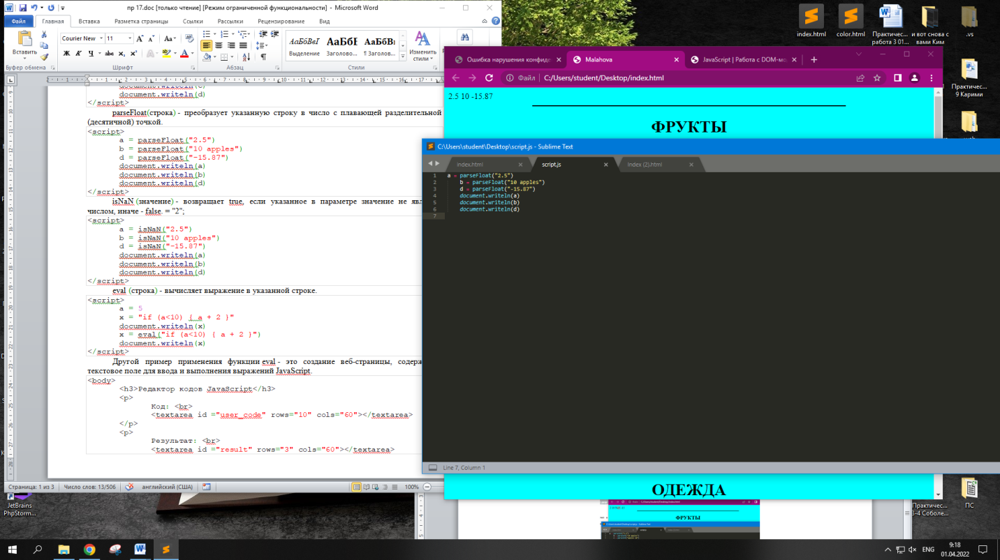 пр 17.doc [только чтение] [Режим ограниченной функциональности] - Microsoft Word
Файл Главная Вставка Разметка страницы Ссылки Рассылки Рецензирование Вид
Вставить
Courier New 11
Ж К Ч abc x₂ x²
АаБбВвГ АаБбЕ АаБбВ
Выделение Заголово... ¶ Заголов...
Изменить стили
Буфер обмена Шрифт Абзац Стили
document.writeln(d)
</script>
parseFloat(строка) - преобразует указанную строку в число с плавающей разделительной
(десятичной) точкой.
<script>
a = parseFloat("2.5")
b = parseFloat("10 apples")
d = parseFloat("-15.87")
document.writeln(a)
document.writeln(b)
document.writeln(d)
</script>
isNaN (значение) - возвращает true, если указанное в параметре значение не явл
числом, иначе - false. = "2";
<script>
a = isNaN("2.5")
b = isNaN("10 apples")
d = isNaN("-15.87")
document.writeln(a)
document.writeln(b)
document.writeln(d)
</script>
eval (строка) - вычисляет выражение в указанной строке.
<script>
a = 5
x = "if (a<10) { a + 2 }"
document.writeln(x)
x = eval("if (a<10) { a + 2 }")
document.writeln(x)
</script>
Другой пример применения функции eval - это создание веб-страницы, содерж
текстовое поле для ввода и выполнения выражений JavaScript.
<body>
<h3>Редактор кодов JavaScript</h3>
<p>
Код: <br>
<textarea id ="user_code" rows="10" cols="60"></textarea>
</p>
<p>
Результат: <br>
<textarea id ="result" rows="3" cols="60"></textarea>
Страница: 1 из 3 Число слов: 13/506 английский (США) 100%
Ошибка нарушения конфиде Malahova JavaScript | Работа с DOM-мо
Файл C:/Users/student/Desktop/index.html
2.5 10 -15.87
ФРУКТЫ
C:\Users\student\Desktop\script.js - Sublime Text
index.html script.js index (2).html
1 a = parseFloat("2.5")
2 b = parseFloat("10 apples")
3 d = parseFloat("-15.87")
4 document.writeln(a)
5 document.writeln(b)
6 document.writeln(d)
7
Line 7, Column 1
ОДЕЖДА
ФРУКТЫ
index.html
color.html
Практичес...
работа 3 01...
и вот снова с
вами Ким
.vs
Практичес...
9 Карими
Практичес...
3-4 Соболе...
ПС
JetBrains
PhpStorm...
ENG
9:18
01.04.2022